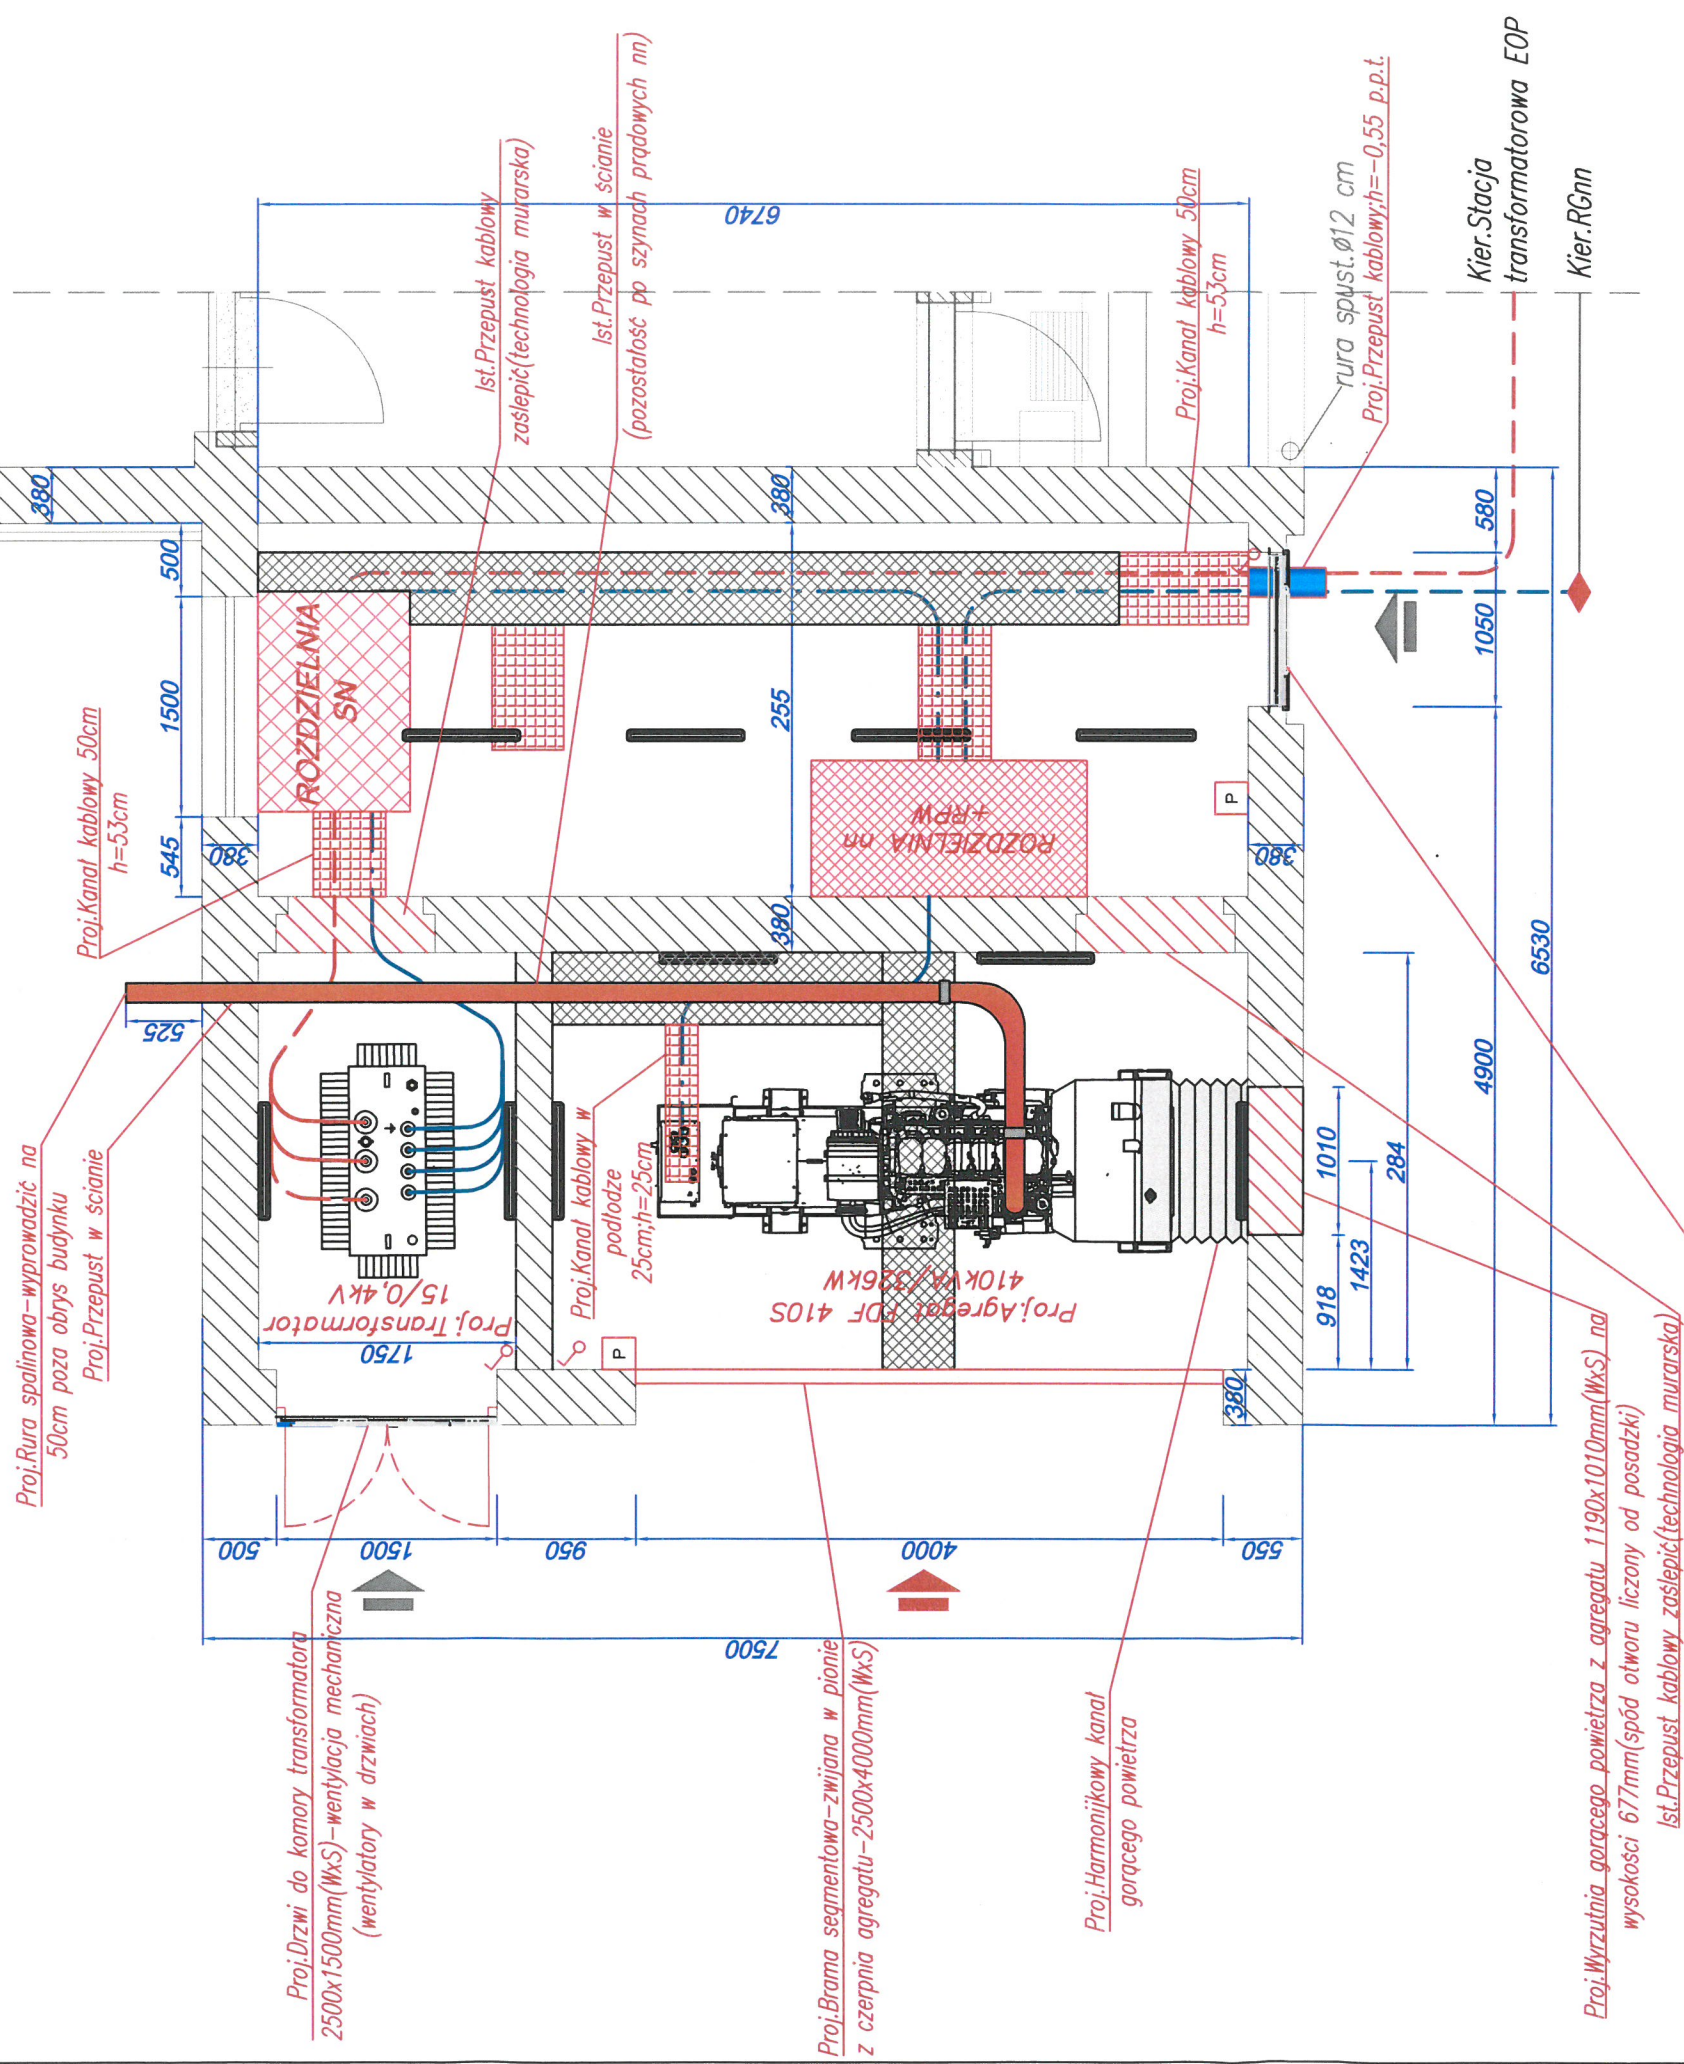 Proj.Rura spalinowa-wyprowadzić na
50cm poza obrys budynku
Proj.Przepust w ścianie
Proj.Kanał kablowy 50cm
h=53cm
Ist.Przepust kablowy
zaślepić(technologia murarska)
Ist.Przepust w ścianie
(pozostałość po szynach prądowych nn)
Proj.Kanał kablowy 50cm
h=53cm
rura spust.ø12 cm
Proj.Przepust kablowy;h=-0,55 p.p.t.
Kier.Stacja
transformatorowa EOP
Kier.RGnn
ROZDZIELNIA
SN
ROZDZIELNIA nn
+RPW
Proj.Transformator
15/0,4kV
Proj.Kanał kablowy w
podłodze
25cm;h=25cm
Proj.Agregat PDF 410S
410kVA/326kW
P
P
Proj.Drzwi do komory transformatora
2500x1500mm(WxS)-wentylacja mechaniczna
(wentylatory w drzwiach)
Proj.Brama segmentowa-zwijana w pionie
z czerpnia agregatu-2500x4000mm(WxS)
Proj.Harmonijkowy kanał
gorącego powietrza
Proj.Wyrzutnia gorącego powietrza z agregatu 1190x1010mm(WxS) na
wysokości 677mm(spód otworu liczony od posadzki)
Ist.Przepust kablowy zaślepić(technologia murarska)
380
500
1500
545
380
525
6740
380
255
380
380
580
1050
4900
6530
1010
284
1423
918
380
1750
500
1500
950
4000
550
7500